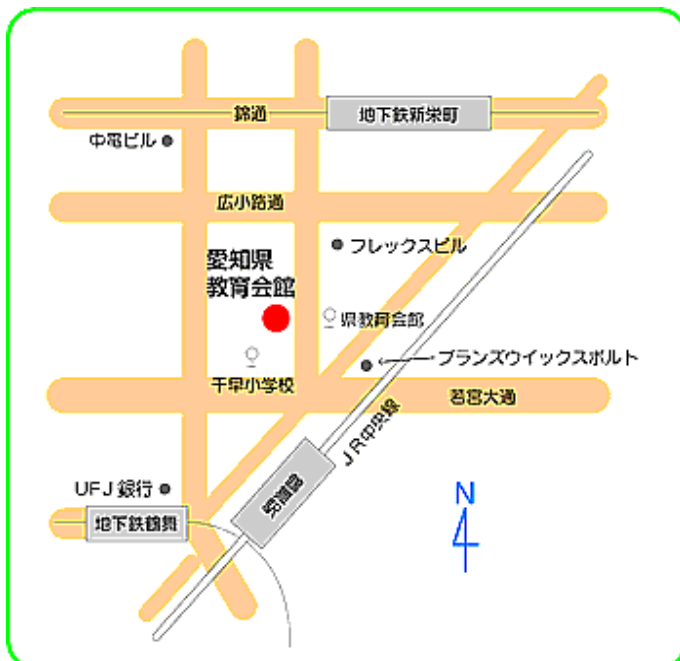 錦通
地下鉄新栄町
中電ビル
広小路通
フレックスビル
愛知県
教育会館
県教育会館
ブランズウイックスポルト
千早小学校
若宮大通
JR中央線
UFJ銀行
地下鉄鶴舞
N